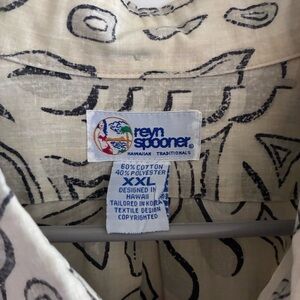 reyn
spooner®
HAWAIIAN TRADITIONALS
60% COTTON
40% POLYESTER
XXL
DESIGNED IN
HAWAII
TAILORED IN KOREA
TEXTILE DESIGN
COPYRIGHTED